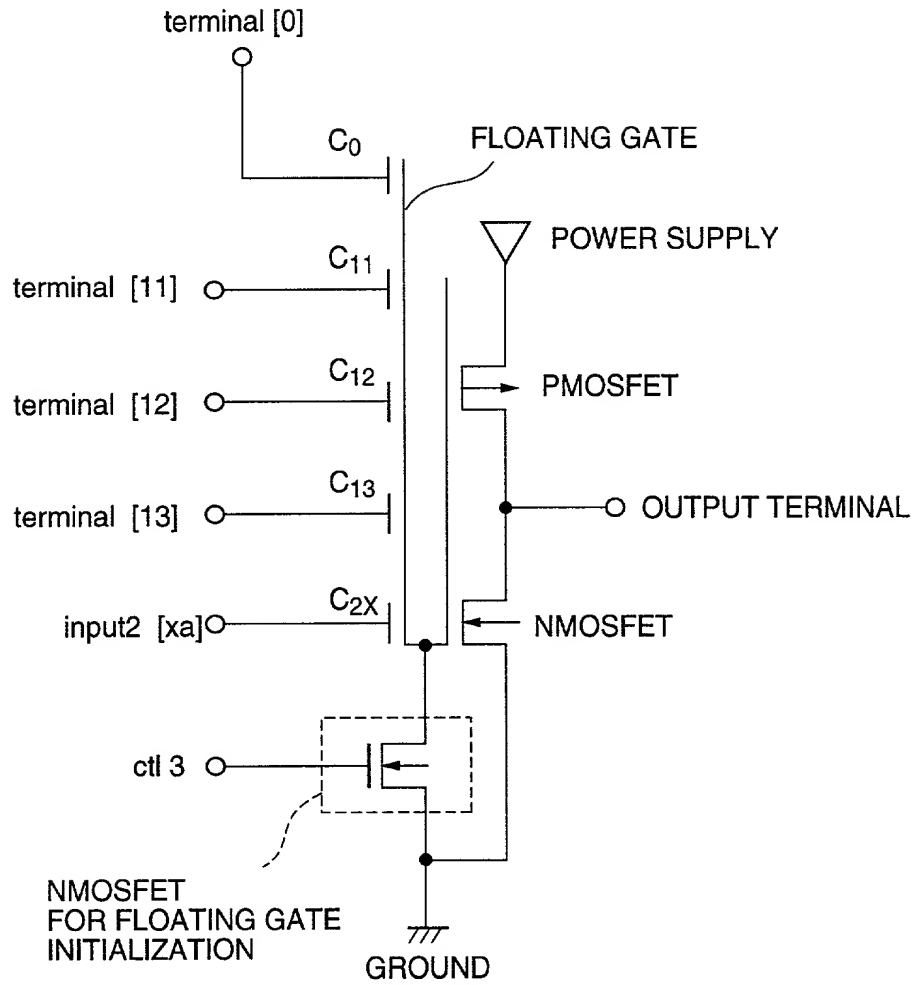 terminal [0]
C0
FLOATING GATE
POWER SUPPLY
C11
terminal [11]
C12
PMOSFET
terminal [12]
C13
terminal [13]
OUTPUT TERMINAL
C2X
input2 [xa]
NMOSFET
ctl 3
NMOSFET
FOR FLOATING GATE
INITIALIZATION
GROUND